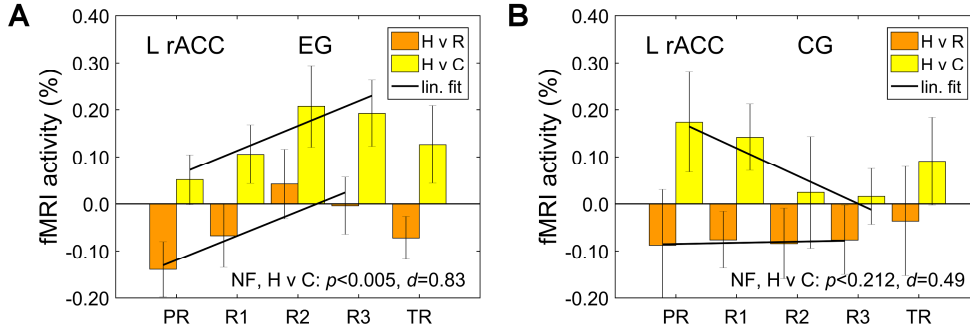 A
L rACC EG
H v R
H v C
lin. fit
fMRI activity (%)
0.40
0.30
0.20
0.10
0.0
-0.10
-0.20
NF, H v C: p<0.005, d=0.83
PR R1 R2 R3 TR
B
L rACC CG
H v R
H v C
lin. fit
fMRI activity (%)
0.40
0.30
0.20
0.10
0.0
-0.10
-0.20
NF, H v C: p<0.212, d=0.49
PR R1 R2 R3 TR